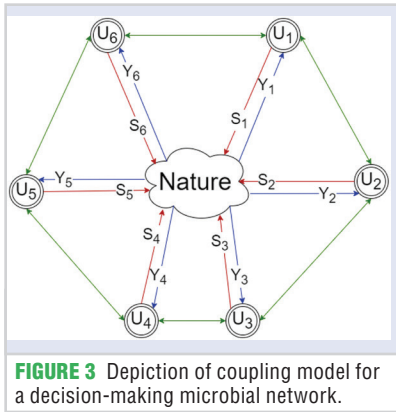 U6
U1
Y6
Y1
S6
S1
Nature
U5
Y5
S5
S2
Y2
U2
S4
S3
Y4
Y3
U4
U3
FIGURE 3 Depiction of coupling model for
a decision-making microbial network.